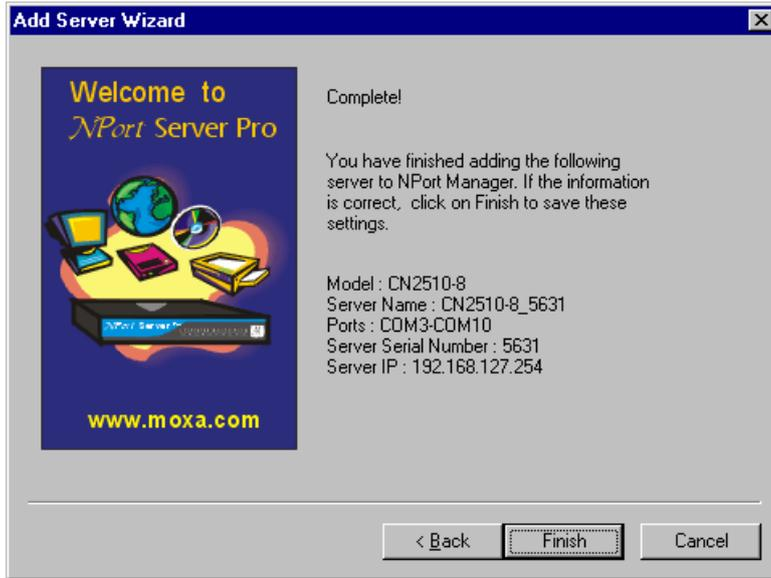 Add Server Wizard
Welcome to
NPort Server Pro
NPort Server
www.moxa.com
Complete!
You have finished adding the following
server to NPort Manager. If the information
is correct, click on Finish to save these
settings.
Model : CN2510-8
Server Name : CN2510-8_5631
Ports : COM3-COM10
Server Serial Number : 5631
Server IP : 192.168.127.254
< Back
Finish
Cancel